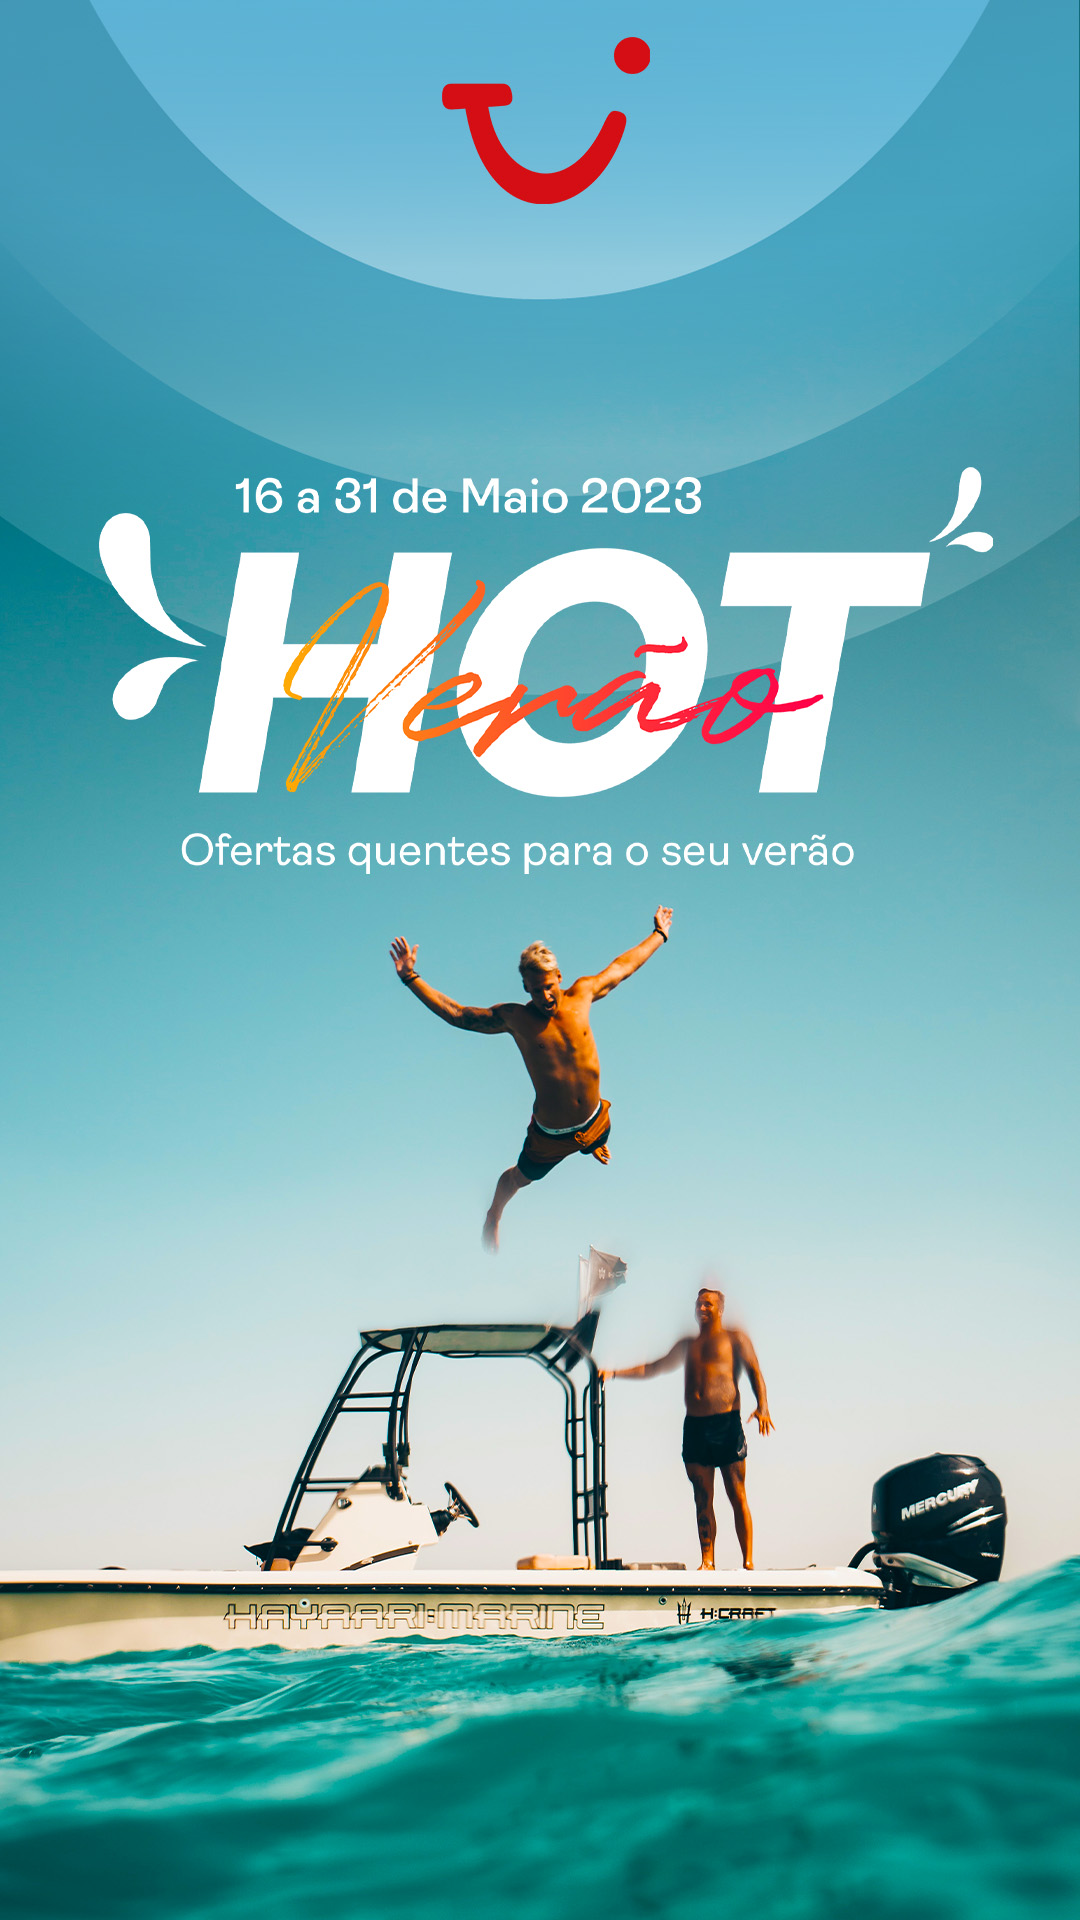 16 a 31 de Maio 2023
HOT
Verão
Ofertas quentes para o seu verão
MERCURY
HAYAARI-MARINE
H-CRAFT